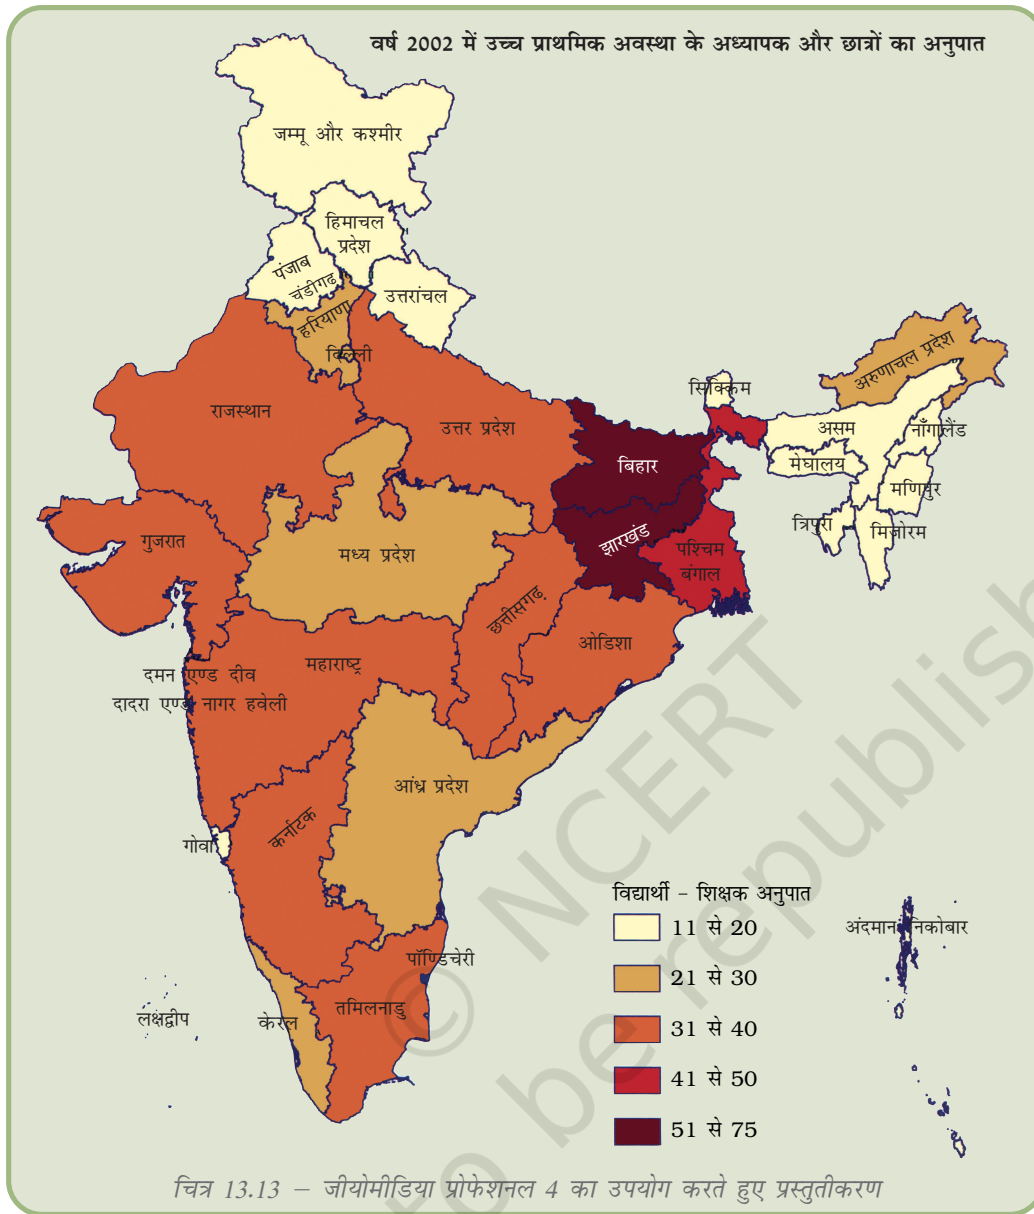 वर्ष 2002 में उच्च प्राथमिक अवस्था के अध्यापक और छात्रों का अनुपात
जम्मू और कश्मीर
हिमाचल
प्रदेश
पंजाब
चंडीगढ़
उत्तरांचल
हरियाणा
दिल्ली
अरुणाचल प्रदेश
सिक्किम
राजस्थान
उत्तर प्रदेश
असम
नाँगालैंड
बिहार
मेघालय
मणिपुर
त्रिपुरा
मिजोरम
गुजरात
मध्य प्रदेश
झारखंड
पश्चिम
बंगाल
छत्तीसगढ़
ओडिशा
महाराष्ट्र
दमन एण्ड दीव
दादरा एण्ड नागर हवेली
आंध्र प्रदेश
कर्नाटक
गोवा
विद्यार्थी – शिक्षक अनुपात
11 से 20
21 से 30
31 से 40
41 से 50
51 से 75
अंदमान निकोबार
पॉण्डिचेरी
तमिलनाडु
केरल
लक्षद्वीप
© NCERT
to be republish
चित्र 13.13 – जीयोमीडिया प्रोफेशनल 4 का उपयोग करते हुए प्रस्तुतीकरण